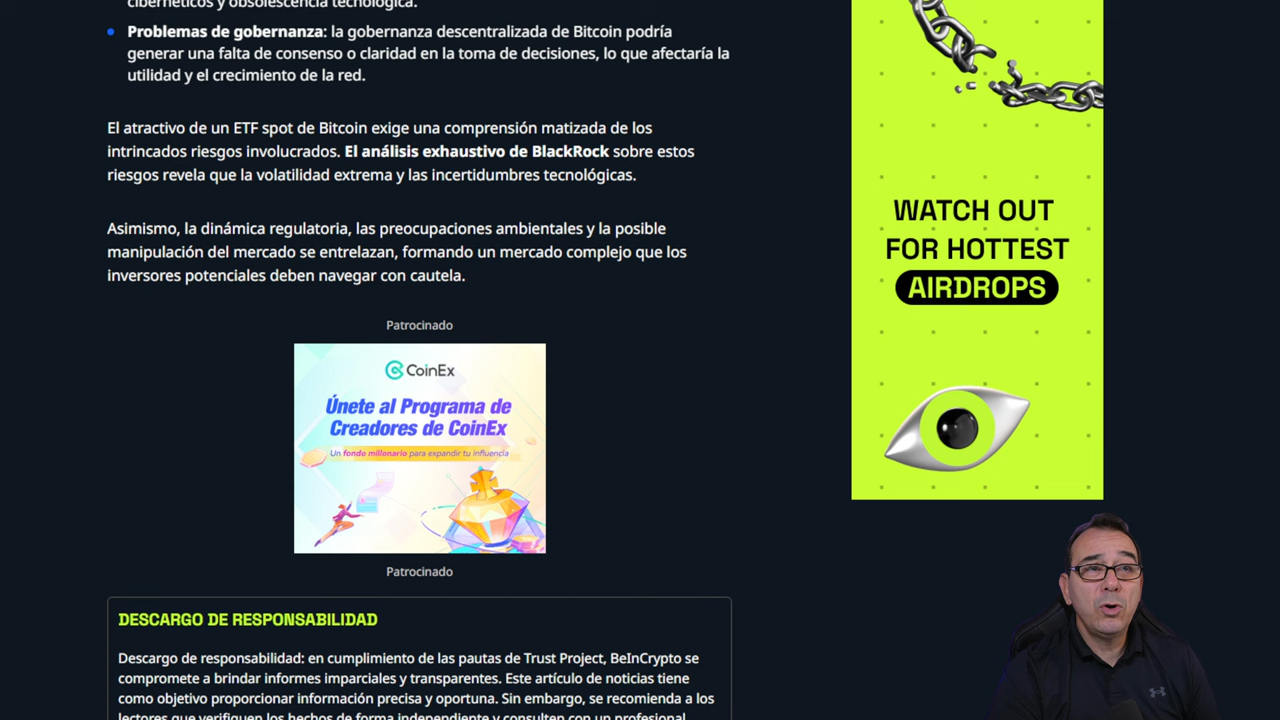 cibernéticos y obsolescencia tecnológica.
Problemas de gobernanza: la gobernanza descentralizada de Bitcoin podría
generar una falta de consenso o claridad en la toma de decisiones, lo que afectaría la
utilidad y el crecimiento de la red.
El atractivo de un ETF spot de Bitcoin exige una comprensión matizada de los
intrincados riesgos involucrados. El análisis exhaustivo de BlackRock sobre estos
riesgos revela que la volatilidad extrema y las incertidumbres tecnológicas.
Asimismo, la dinámica regulatoria, las preocupaciones ambientales y la posible
manipulación del mercado se entrelazan, formando un mercado complejo que los
inversores potenciales deben navegar con cautela.
Patrocinado
CoinEx
Únete al Programa de
Creadores de CoinEx
Un fondo millonario para expandir tu influencia
Patrocinado
DESCARGO DE RESPONSABILIDAD
Descargo de responsabilidad: en cumplimiento de las pautas de Trust Project, BeInCrypto se
compromete a brindar informes imparciales y transparentes. Este artículo de noticias tiene
como objetivo proporcionar información precisa y oportuna. Sin embargo, se recomienda a los
lectores que verifiquen los hechos de forma independiente y consulten con un profesional
WATCH OUT
FOR HOTTEST
AIRDROPS